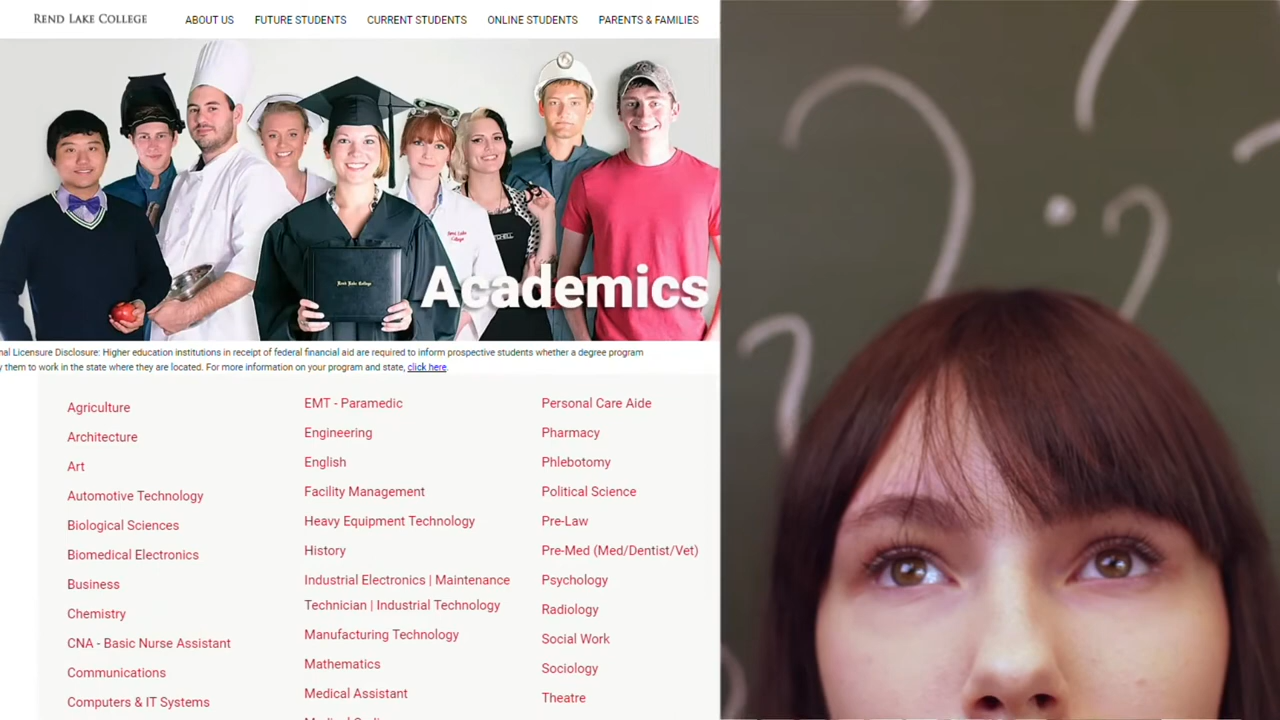 REND LAKE COLLEGE
ABOUT US FUTURE STUDENTS CURRENT STUDENTS ONLINE STUDENTS PARENTS & FAMILIES
Rend Lake College
Rend Lake
College
Academics
nal Licensure Disclosure: Higher education institutions in receipt of federal financial aid are required to inform prospective students whether a degree program
y them to work in the state where they are located. For more information on your program and state, click here.
Agriculture
Architecture
Art
Automotive Technology
Biological Sciences
Biomedical Electronics
Business
Chemistry
CNA - Basic Nurse Assistant
Communications
Computers & IT Systems
EMT - Paramedic
Engineering
English
Facility Management
Heavy Equipment Technology
History
Industrial Electronics | Maintenance
Technician | Industrial Technology
Manufacturing Technology
Mathematics
Medical Assistant
Personal Care Aide
Pharmacy
Phlebotomy
Political Science
Pre-Law
Pre-Med (Med/Dentist/Vet)
Psychology
Radiology
Social Work
Sociology
Theatre
? ? ?